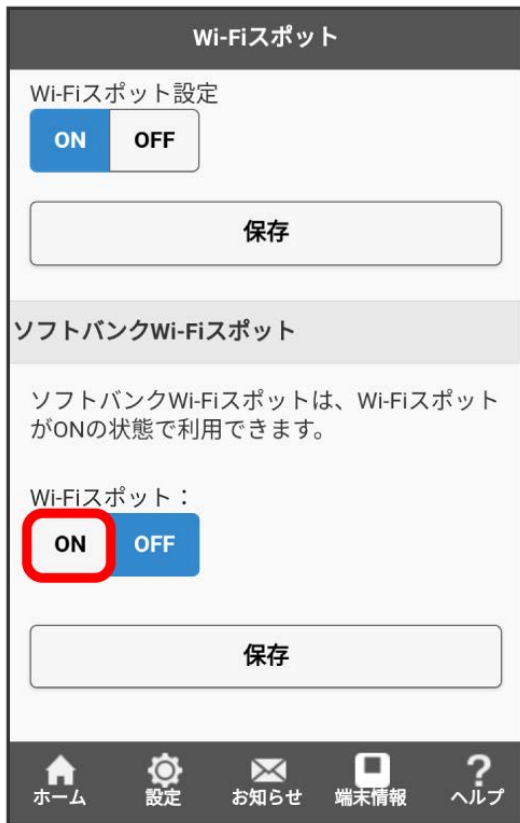 Wi-Fiスポット
Wi-Fiスポット設定
ON OFF
保存
ソフトバンクWi-Fiスポット
ソフトバンクWi-Fiスポットは、Wi-Fiスポット
がONの状態で利用できます。
Wi-Fiスポット：
ON OFF
保存
ホーム 設定 お知らせ 端末情報 ヘルプ